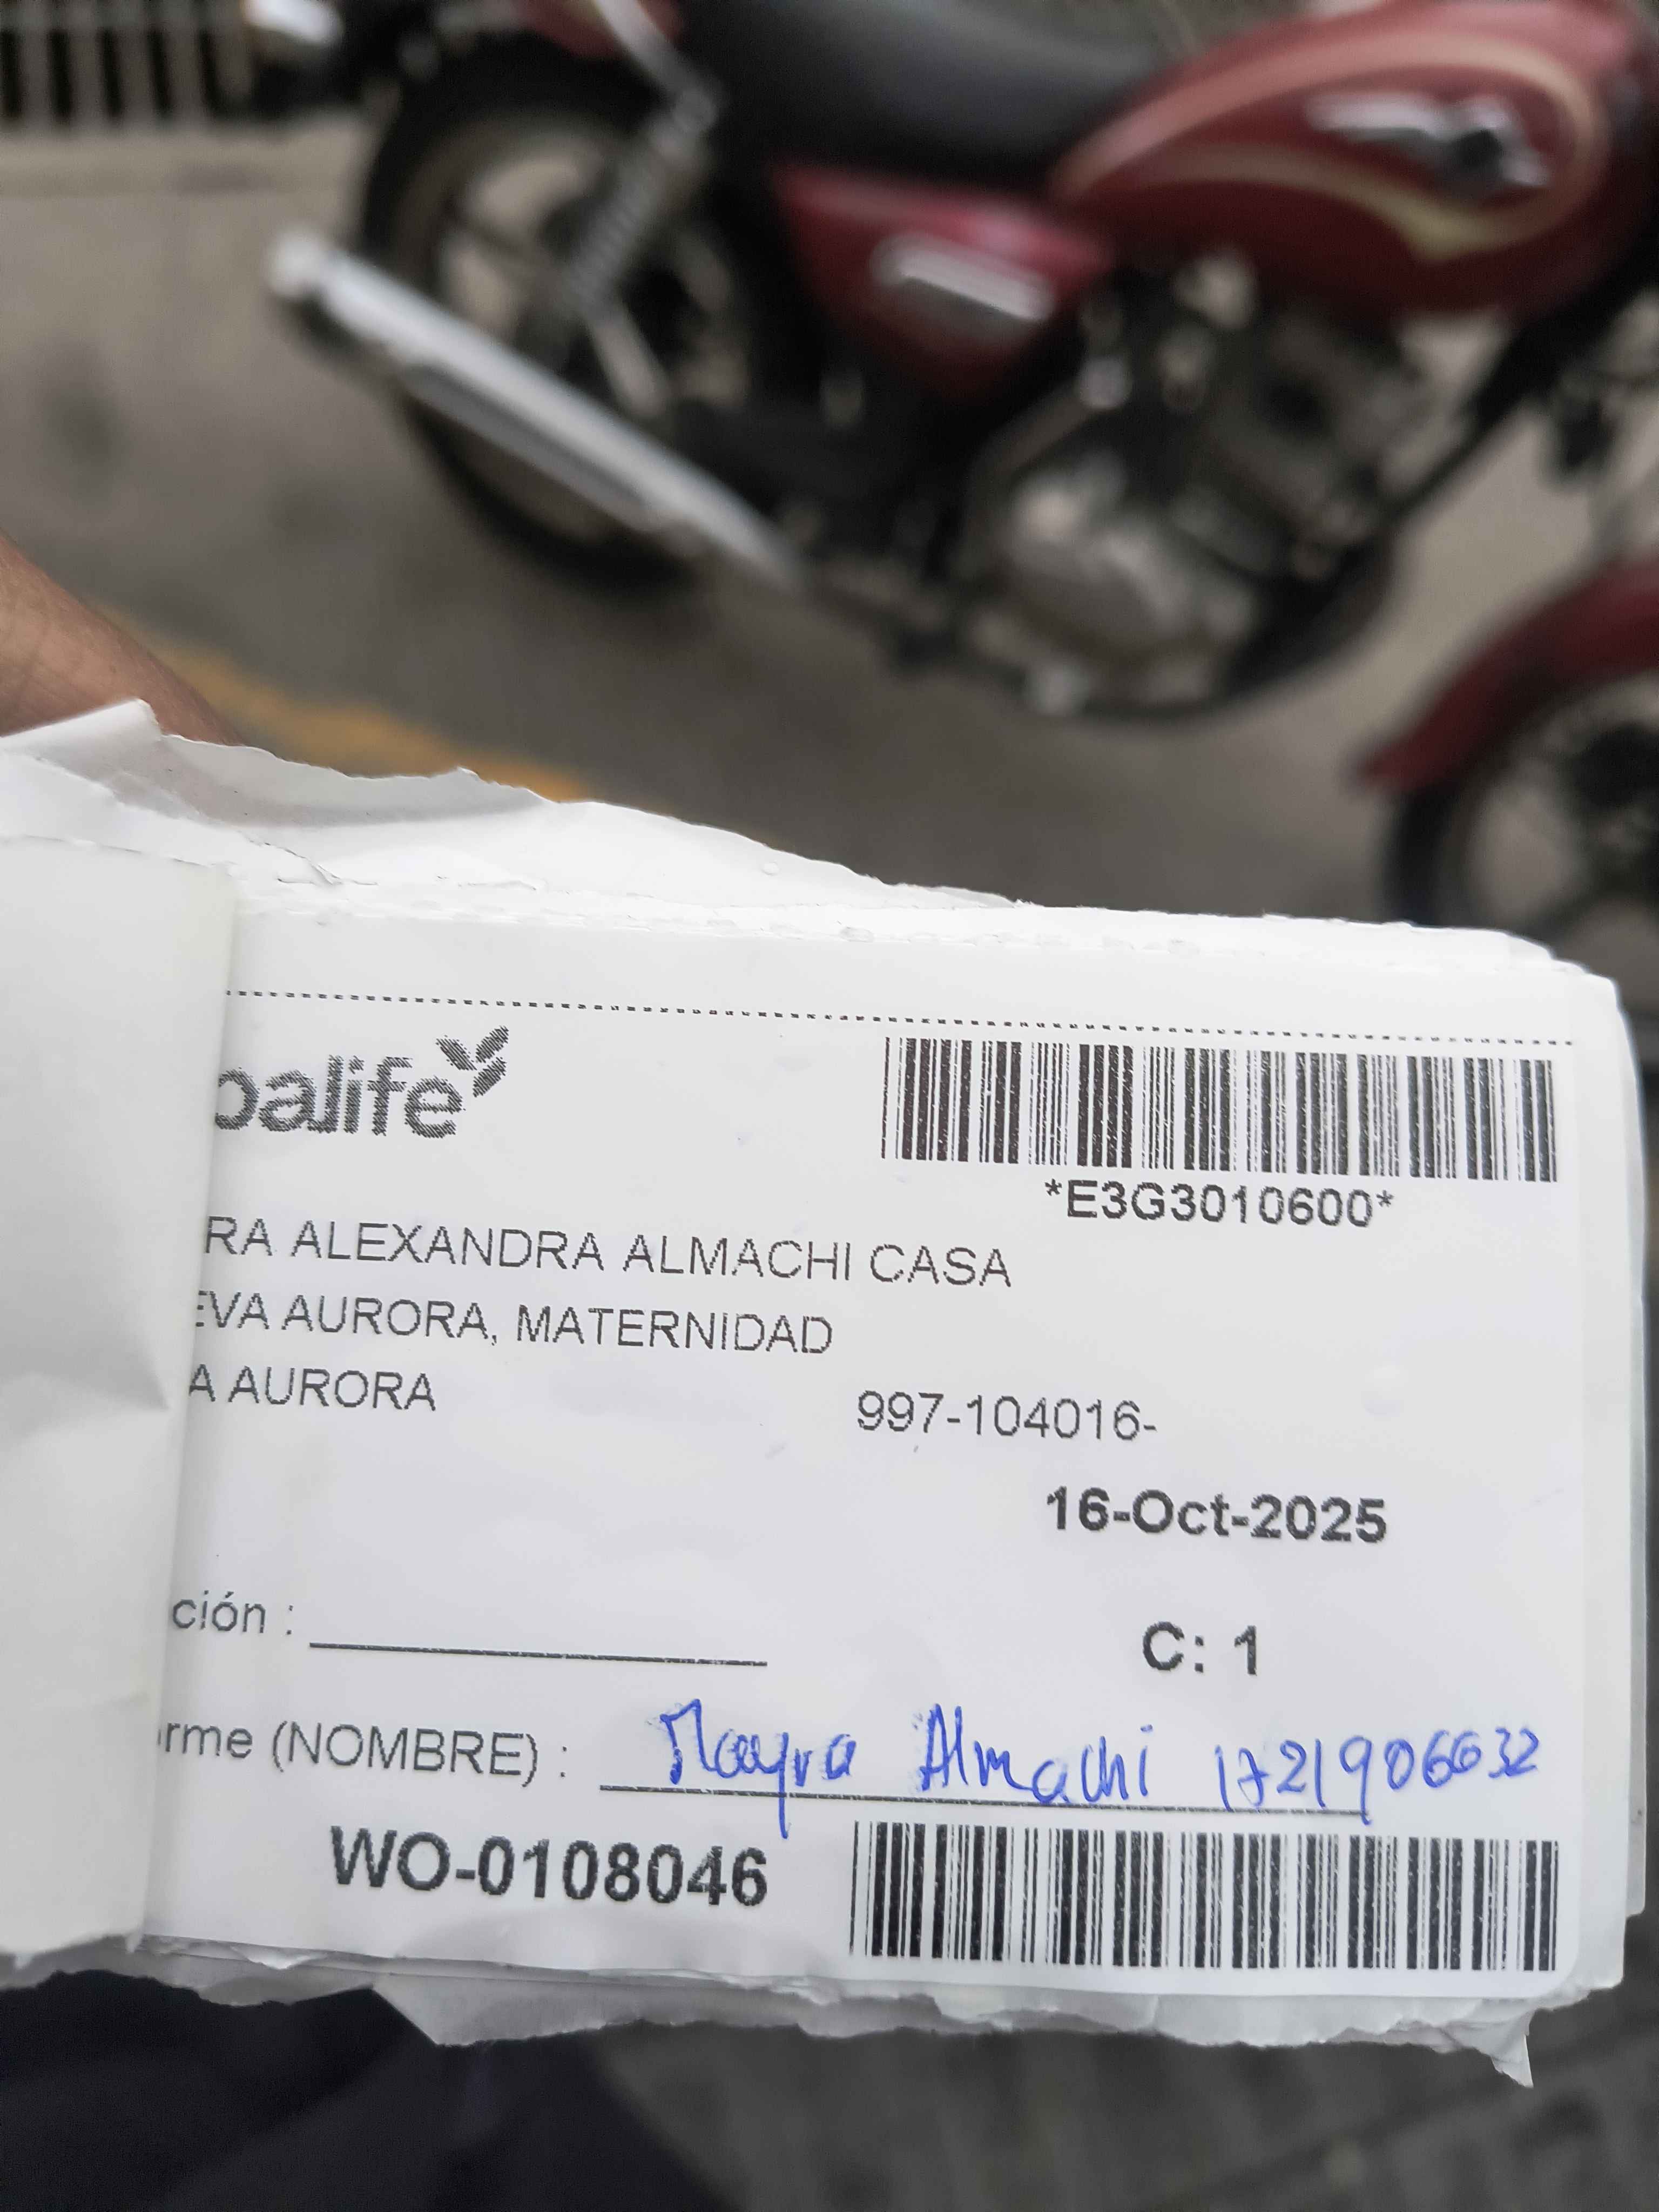 balife
*E3G3010600*
RA ALEXANDRA ALMACHI CASA
EVA AURORA, MATERNIDAD
A AURORA
997-104016-
16-Oct-2025
ción :
C: 1
rme (NOMBRE) : Mayra Almachi 1721906632
WO-0108046